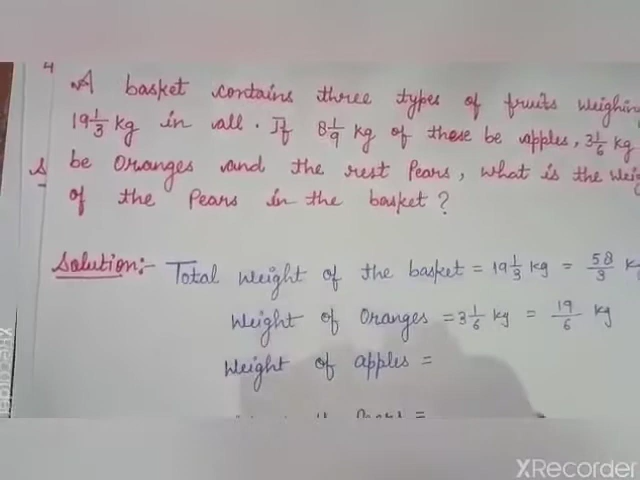 4
A basket contains three types of fruits weighing
19 1/3 kg in all. If 8 1/9 kg of these be apples, 3 1/6 kg
be Oranges and the rest Pears, what is the Weig
of the Pears in the basket?
Solution:- Total weight of the basket = 19 1/3 kg = 58/3 K
Weight of Oranges = 3 1/6 kg = 19/6 kg
Weight of apples =
XRecorder